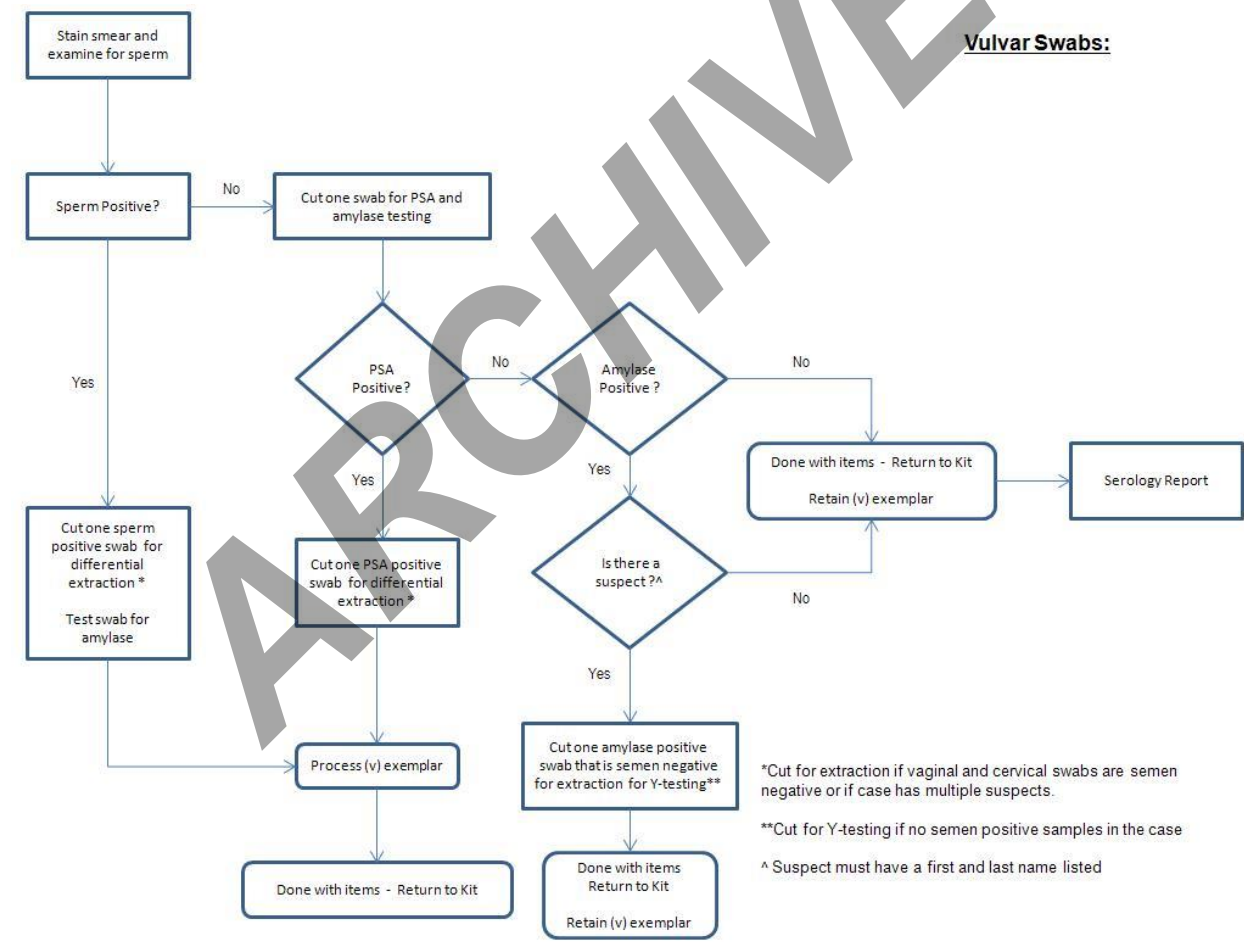 Vulvar Swabs:
Stain smear and
examine for sperm
Sperm Positive?
No
Cut one swab for PSA and
amylase testing
Yes
PSA
Positive?
No
Amylase
Positive ?
No
Yes
Yes
Done with items - Return to Kit
Retain (v) exemplar
Serology Report
Cut one sperm
positive swab for
differential
extraction *
Test swab for
amylase
Cut one PSA positive
swab for differential
extraction *
Is there a
suspect ?^
No
Yes
Process (v) exemplar
Cut one amylase positive
swab that is semen negative
for extraction for Y-testing**
Done with items - Return to Kit
Done with items
Return to Kit
Retain (v) exemplar
*Cut for extraction if vaginal and cervical swabs are semen
negative or if case has multiple suspects.
**Cut for Y-testing if no semen positive samples in the case
^ Suspect must have a first and last name listed
ARCHIVE